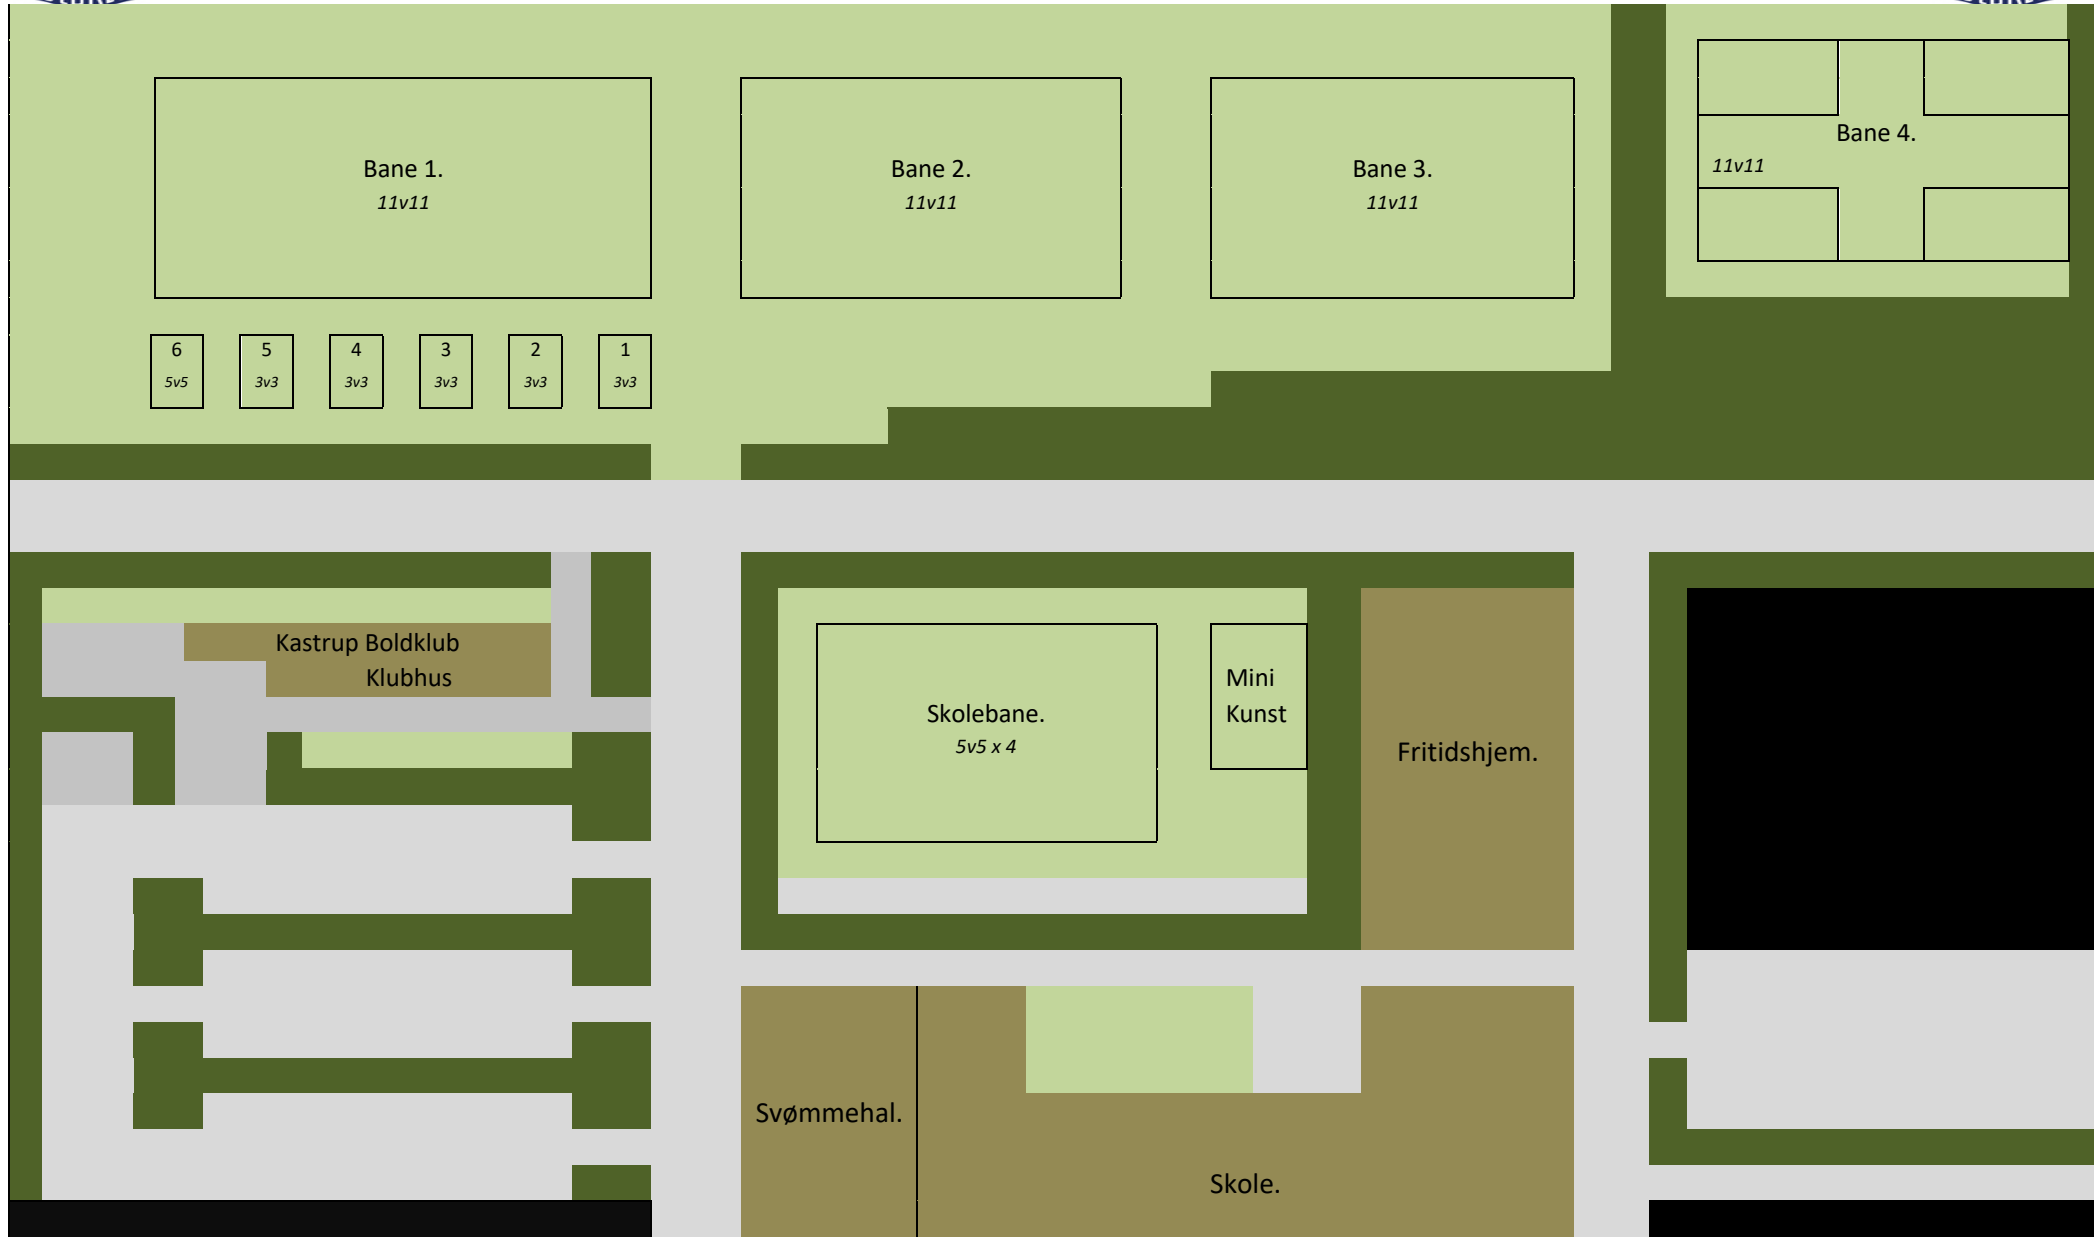 Bane 1.
11v11
Bane 2.
11v11
Bane 3.
11v11
Bane 4.
11v11
6
5v5
5
3v3
4
3v3
3
3v3
2
3v3
1
3v3
Kastrup Boldklub
Klubhus
Skolebane.
5v5 x 4
Mini
Kunst
Fritidshjem.
Svømmehal.
Skole.